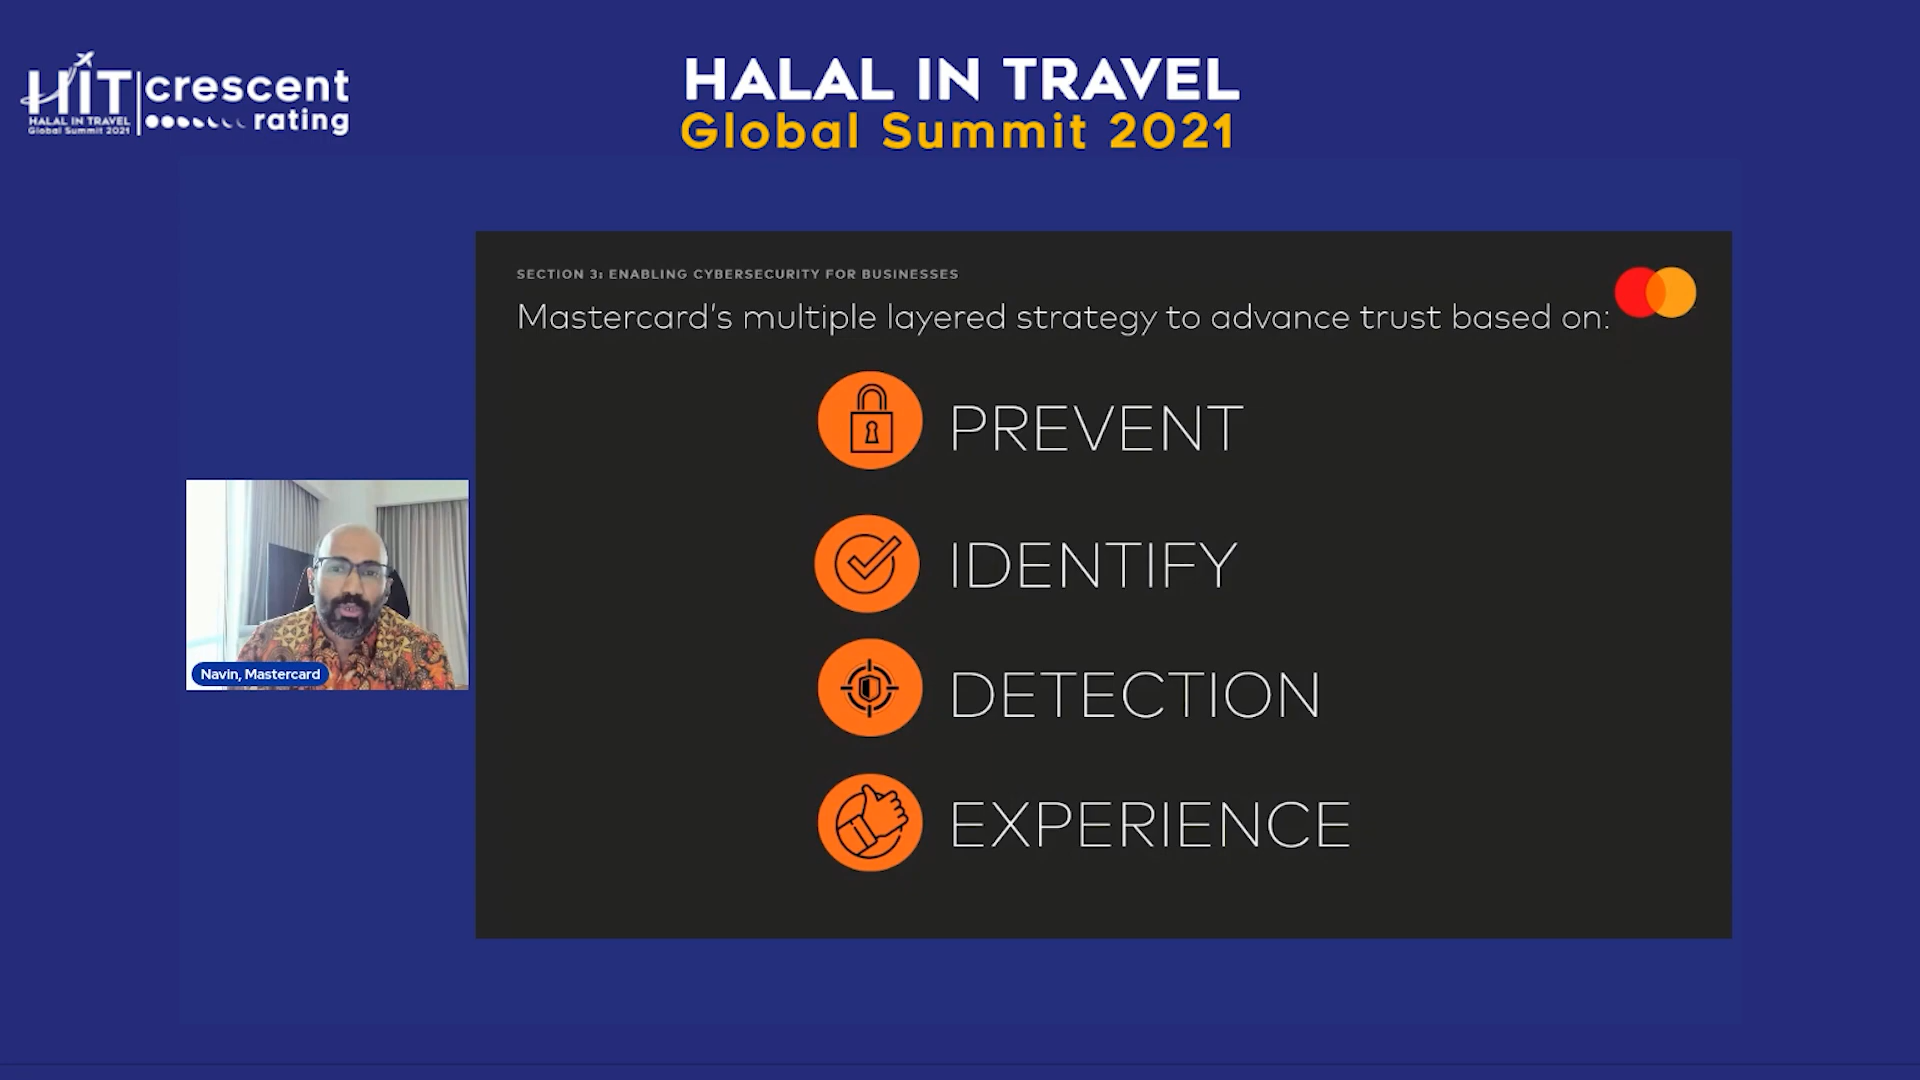 HiT crescent
HALAL IN TRAVEL
Global Summit 2021 rating
HALAL IN TRAVEL
Global Summit 2021
SECTION 3: ENABLING CYBERSECURITY FOR BUSINESSES
Mastercard's multiple layered strategy to advance trust based on:
PREVENT
IDENTIFY
DETECTION
EXPERIENCE
Navin, Mastercard